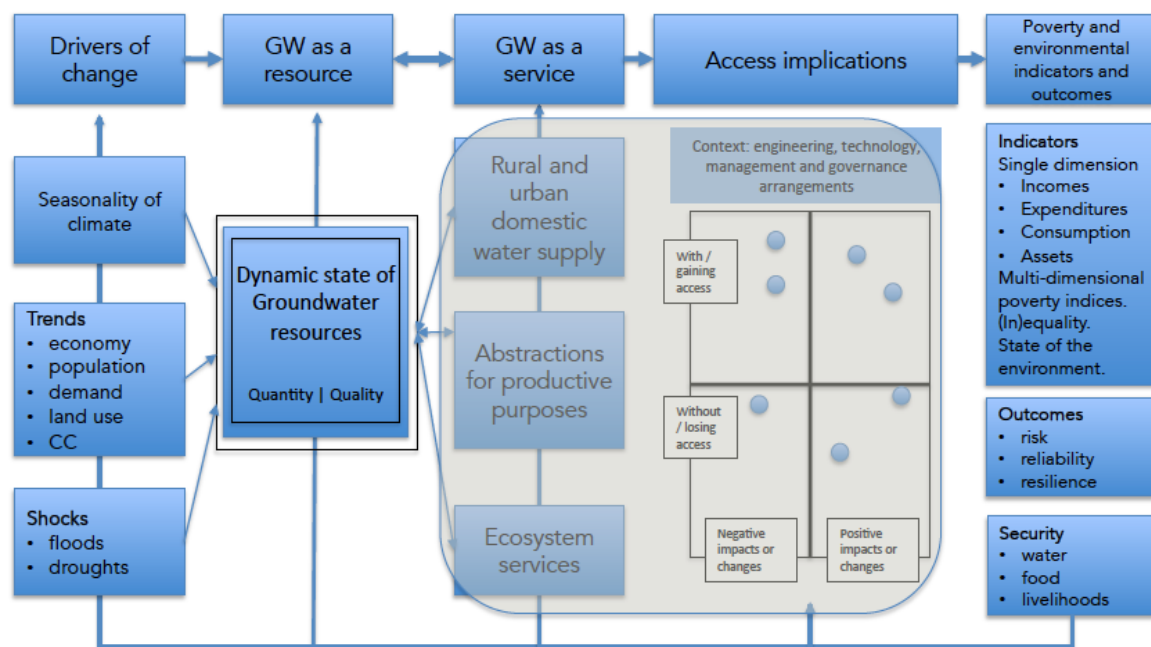 Drivers of
change
GW as a
resource
GW as a
service
Access implications
Poverty and
environmental
indicators and
outcomes
Seasonality of
climate
Trends
• economy
• population
• demand
• land use
• CC
Shocks
• floods
• droughts
Dynamic state of
Groundwater
resources
Quantity | Quality
Rural and
urban
domestic
water supply
Abstractions
for productive
purposes
Ecosystem
services
Context: engineering, technology,
management and governance
arrangements
With /
gaining
access
Without
/ losing
access
Negative
impacts or
changes
Positive
impacts or
changes
Indicators
Single dimension
• Incomes
• Expenditures
• Consumption
• Assets
Multi-dimensional
poverty indices.
(In)equality.
State of the
environment.
Outcomes
• risk
• reliability
• resilience
Security
• water
• food
• livelihoods